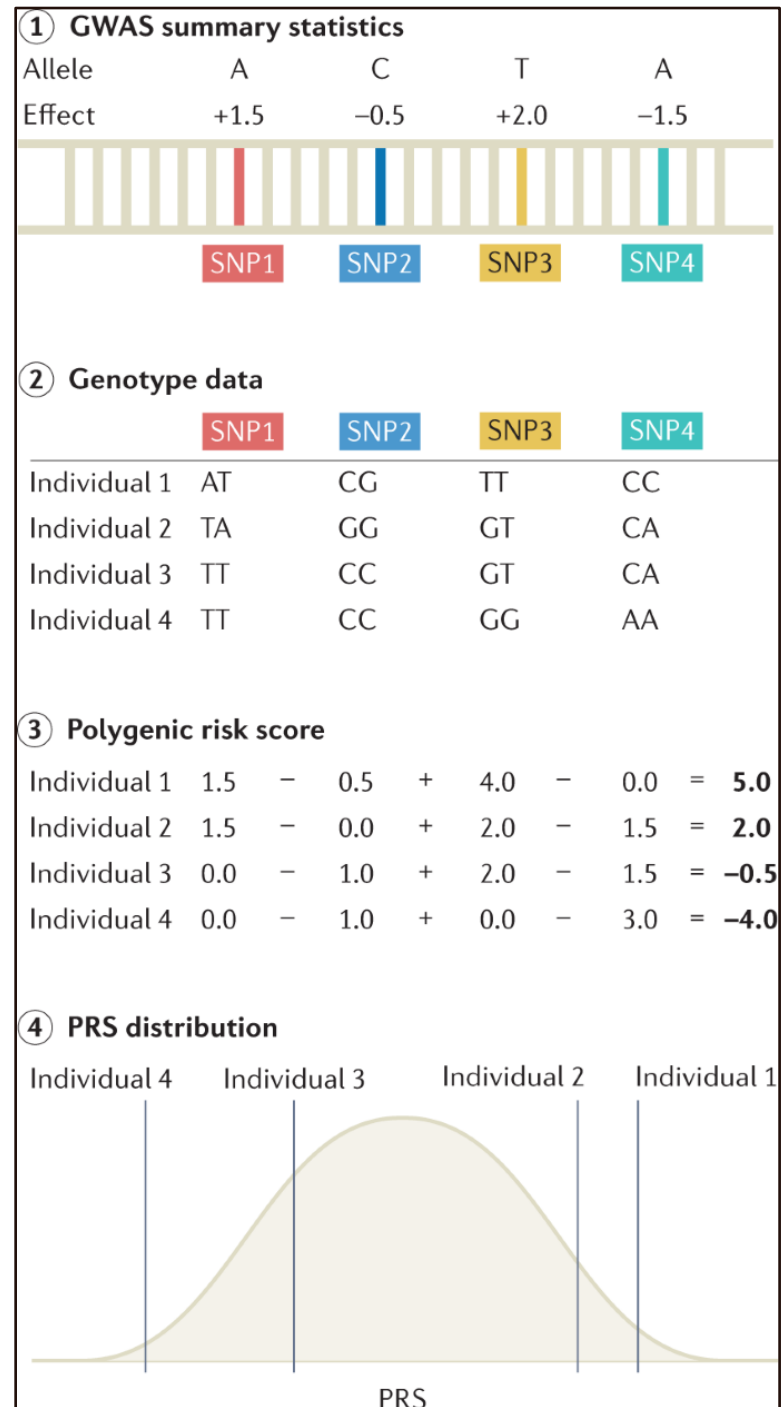 1 GWAS summary statistics
Allele A C T A
Effect +1.5 –0.5 +2.0 –1.5
SNP1 SNP2 SNP3 SNP4
2 Genotype data
SNP1 SNP2 SNP3 SNP4
Individual 1 AT CG TT CC
Individual 2 TA GG GT CA
Individual 3 TT CC GT CA
Individual 4 TT CC GG AA
3 Polygenic risk score
Individual 1 1.5 – 0.5 + 4.0 – 0.0 = 5.0
Individual 2 1.5 – 0.0 + 2.0 – 1.5 = 2.0
Individual 3 0.0 – 1.0 + 2.0 – 1.5 = –0.5
Individual 4 0.0 – 1.0 + 0.0 – 3.0 = –4.0
4 PRS distribution
Individual 4 Individual 3 Individual 2 Individual 1
PRS